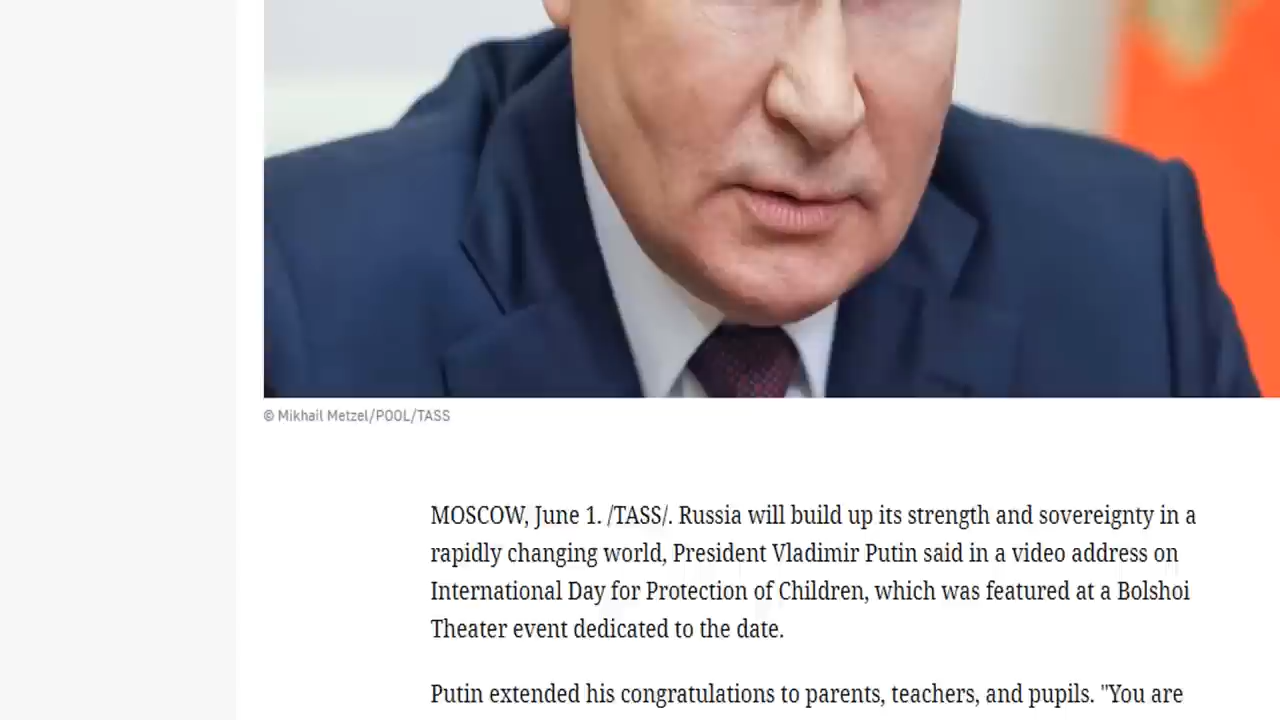 © Mikhail Metzel/POOL/TASS
MOSCOW, June 1. /TASS/. Russia will build up its strength and sovereignty in a
rapidly changing world, President Vladimir Putin said in a video address on
International Day for Protection of Children, which was featured at a Bolshoi
Theater event dedicated to the date.
Putin extended his congratulations to parents, teachers, and pupils. "You are